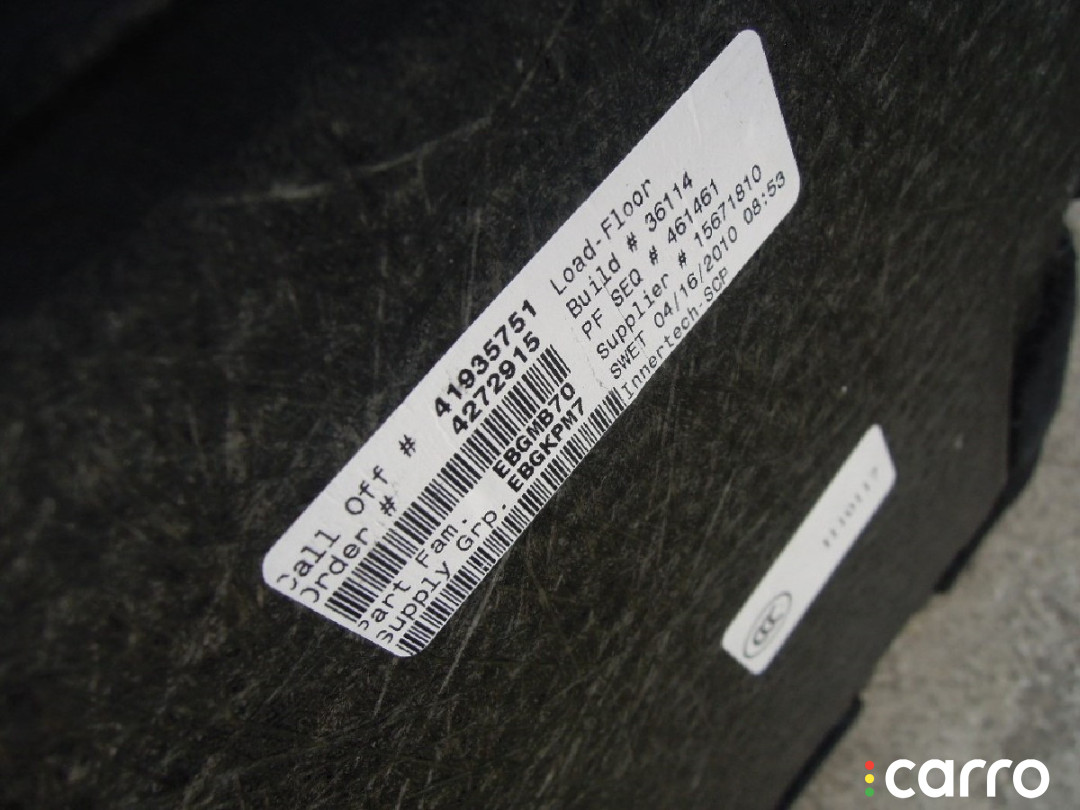 Call Off # 41935751
Order # 4272915
Part Fam. EBGMB70
Supply Grp. EBGKPM7
Load-Floor
Build # 36114
PF SEQ # 461461
Supplier # 15671810
SWET 04/16/2010 08:53
Innertech-SCP
CCC
carro